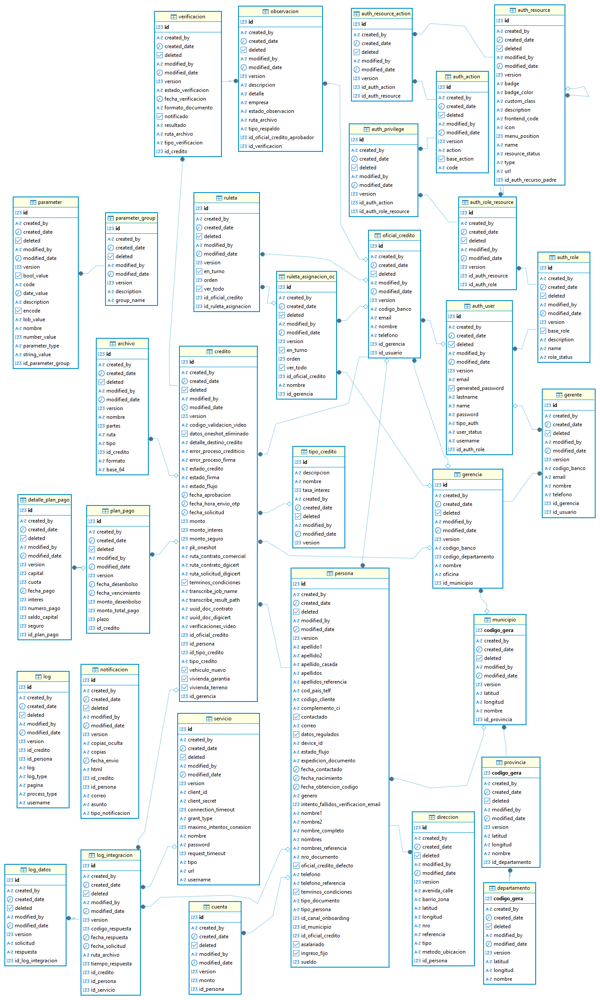 verificacion
123 id
A-Z created_by
created_date
deleted
A-Z modified_by
modified_date
123 version
A-Z estado_verificacion
fecha_verificacion
A-Z formato_documento
notificado
A-Z resultado
A-Z ruta_archivo
A-Z tipo_verificacion
123 id_credito
observacion
123 id
A-Z created_by
created_date
deleted
A-Z modified_by
modified_date
123 version
A-Z descripcion
A-Z detalle
A-Z empresa
A-Z estado_observacion
A-Z ruta_archivo
A-Z tipo_respaldo
123 id_oficial_credito_aprobador
123 id_verificacion
auth_resource_action
123 id
A-Z created_by
created_date
deleted
A-Z modified_by
modified_date
123 version
123 id_auth_action
123 id_auth_resource
auth_resource
123 id
A-Z created_by
created_date
deleted
A-Z modified_by
modified_date
123 version
A-Z badge
A-Z badge_color
A-Z custom_class
A-Z description
A-Z frontend_code
A-Z icon
123 menu_position
A-Z name
A-Z resource_status
A-Z type
A-Z url
123 id_auth_recurso_padre
auth_action
123 id
A-Z created_by
created_date
deleted
A-Z modified_by
modified_date
123 version
A-Z action
base_action
A-Z code
auth_privilege
123 id
A-Z created_by
created_date
deleted
A-Z modified_by
modified_date
123 version
123 id_auth_action
123 id_auth_role_resource
parameter
123 id
A-Z created_by
created_date
deleted
A-Z modified_by
modified_date
123 version
bool_value
A-Z code
date_value
A-Z description
encode
A-Z lob_value
A-Z nombre
123 number_value
A-Z parameter_type
A-Z string_value
123 id_parameter_group
parameter_group
123 id
A-Z created_by
created_date
deleted
A-Z modified_by
modified_date
123 version
A-Z description
A-Z group_name
ruleta
123 id
A-Z created_by
created_date
deleted
A-Z modified_by
modified_date
123 version
en_turno
123 orden
ver_todo
123 id_oficial_credito
123 id_ruleta_asignacion
auth_role_resource
123 id
A-Z created_by
created_date
deleted
A-Z modified_by
modified_date
123 version
123 id_auth_resource
123 id_auth_role
oficial_credito
123 id
A-Z created_by
created_date
deleted
A-Z modified_by
modified_date
123 version
A-Z codigo_banco
A-Z email
A-Z nombre
A-Z telefono
123 id_gerencia
123 id_usuario
auth_role
123 id
A-Z created_by
created_date
deleted
A-Z modified_by
modified_date
123 version
base_role
A-Z description
A-Z name
A-Z role_status
ruleta_asignacion_oc
123 id
A-Z created_by
created_date
deleted
A-Z modified_by
modified_date
123 version
en_turno
123 orden
ver_todo
123 id_oficial_credito
A-Z nombre
123 id_gerencia
auth_user
123 id
A-Z created_by
created_date
deleted
A-Z modified_by
modified_date
123 version
A-Z email
generated_password
A-Z lastname
A-Z name
A-Z password
A-Z tipo_auth
A-Z user_status
A-Z username
123 id_auth_role
archivo
123 id
A-Z created_by
created_date
deleted
A-Z modified_by
modified_date
123 version
A-Z nombre
123 partes
A-Z ruta
A-Z tipo
123 id_credito
A-Z formato
A-Z base_64
credito
123 id
A-Z created_by
created_date
deleted
A-Z modified_by
modified_date
123 version
A-Z codigo_validacion_video
datos_oneshot_eliminado
A-Z detalle_destino_credito
A-Z error_proceso_crediticio
A-Z error_proceso_firma
A-Z estado_credito
A-Z estado_firma
A-Z estado_flujo
fecha_aprobacion
fecha_hora_envio_otp
fecha_solicitud
123 monto
123 monto_interes
123 monto_seguro
A-Z pk_oneshot
A-Z ruta_contrato_comercial
A-Z ruta_contrato_dgicert
A-Z ruta_solicitud_digicert
temrinos_condiciones
A-Z transcribe_job_name
A-Z transcribe_result_path
A-Z uuid_doc_contrato
A-Z uuid_doc_digicert
A-Z verificaciones_video
123 id_oficial_credito
123 id_persona
123 id_tipo_credito
A-Z tipo_credito
vehiculo_nuevo
vivienda_garantia
vivienda_terreno
123 id_gerencia
gerente
123 id
A-Z created_by
created_date
deleted
A-Z modified_by
modified_date
123 version
A-Z codigo_banco
A-Z email
A-Z nombre
A-Z telefono
123 id_gerencia
123 id_usuario
tipo_credito
123 id
A-Z descripcion
A-Z nombre
123 tasa_interes
A-Z created_by
created_date
deleted
A-Z modified_by
modified_date
123 version
gerencia
123 id
A-Z created_by
created_date
deleted
A-Z modified_by
modified_date
123 version
A-Z codigo_banco
123 codigo_departamento
A-Z nombre
A-Z oficina
123 id_municipio
detalle_plan_pago
123 id
A-Z created_by
created_date
deleted
A-Z modified_by
modified_date
123 version
123 capital
123 cuota
fecha_pago
123 interes
123 numero_pago
123 saldo_capital
123 seguro
123 id_plan_pago
plan_pago
123 id
A-Z created_by
created_date
deleted
A-Z modified_by
modified_date
123 version
fecha_desenbolso
fecha_vencimiento
123 monto_desenbolso
123 monto_total_pago
123 plazo
123 id_credito
persona
123 id
A-Z created_by
created_date
deleted
A-Z modified_by
modified_date
123 version
A-Z apellido1
A-Z apellido2
A-Z apellido_casada
A-Z apellidos
A-Z apellidos_referencia
A-Z cod_pais_telf
A-Z codigo_cliente
A-Z complemento_ci
contactado
A-Z correo
datos_regulados
A-Z device_id
A-Z estado_flujo
A-Z expedicion_documento
fecha_contactado
fecha_nacimiento
fecha_obtencion_codigo
A-Z genero
123 intento_fallidos_verificacion_email
A-Z nombre1
A-Z nombre2
A-Z nombre_completo
A-Z nombres
A-Z nombres_referencia
A-Z nro_documento
oficial_credito_defecto
A-Z telefono
A-Z telefono_referencia
temrinos_condiciones
A-Z tipo_documento
A-Z tipo_persona
123 id_canal_onboarding
123 id_municipio
123 id_oficial_credito
asalariado
ingreso_fijo
123 sueldo
municipio
123 codigo_gera
A-Z created_by
created_date
deleted
A-Z modified_by
modified_date
123 version
A-Z latitud
A-Z longitud
A-Z nombre
123 id_provincia
log
123 id
A-Z created_by
created_date
deleted
A-Z modified_by
modified_date
123 version
123 id_credito
123 id_persona
A-Z log
A-Z log_type
A-Z pagina
A-Z process_type
A-Z username
notificacion
123 id
A-Z created_by
created_date
deleted
A-Z modified_by
modified_date
123 version
A-Z copias_oculta
A-Z copias
fecha_envio
A-Z html
123 id_credito
123 id_persona
A-Z correo
A-Z asunto
A-Z tipo_notificacion
servicio
123 id
A-Z created_by
created_date
deleted
A-Z modified_by
modified_date
123 version
A-Z client_id
A-Z client_secret
123 connection_timeout
A-Z grant_type
123 maximo_intentos_conexion
A-Z nombre
A-Z password
123 request_timeout
A-Z tipo
A-Z url
A-Z username
provincia
123 codigo_gera
A-Z created_by
created_date
deleted
A-Z modified_by
modified_date
123 version
A-Z latitud
A-Z longitud
A-Z nombre
123 id_departamento
direccion
123 id
A-Z created_by
created_date
deleted
A-Z modified_by
modified_date
123 version
A-Z avenida_calle
A-Z barrio_zona
A-Z latitud
A-Z longitud
A-Z nro
A-Z referencia
A-Z tipo
A-Z metodo_ubicacion
123 id_persona
log_datos
123 id
A-Z created_by
created_date
deleted
A-Z modified_by
modified_date
123 version
A-Z solicitud
A-Z respuesta
123 id_log_integracion
log_integracion
123 id
A-Z created_by
created_date
deleted
A-Z modified_by
modified_date
123 version
123 codigo_respuesta
fecha_respuesta
fecha_solicitud
A-Z ruta_archivo
123 tiempo_respuesta
123 id_credito
123 id_persona
123 id_servicio
cuenta
123 id
A-Z created_by
created_date
deleted
A-Z modified_by
modified_date
123 version
123 monto
123 id_persona
departamento
123 codigo_gera
A-Z created_by
created_date
deleted
A-Z modified_by
modified_date
123 version
A-Z latitud
A-Z longitud
A-Z nombre